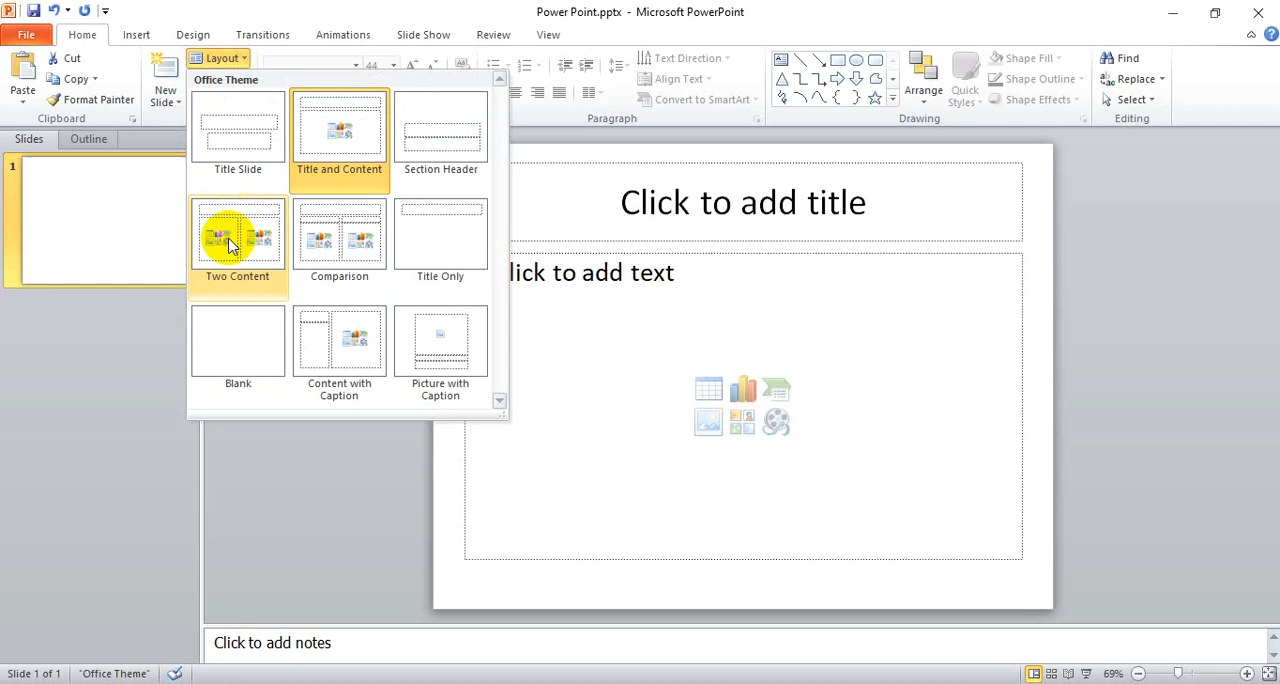 Power Point.pptx - Microsoft PowerPoint
File Home Insert Design Transitions Animations Slide Show Review View
Paste
Cut
Copy
Format Painter
Clipboard
New
Slide
Layout
44
Text Direction
Align Text
Convert to SmartArt
Paragraph
Arrange
Quick
Styles
Shape Fill
Shape Outline
Shape Effects
Drawing
Find
Replace
Select
Editing
Slides Outline
1
Office Theme
Title Slide Title and Content Section Header
Two Content Comparison Title Only
Blank Content with Caption Picture with Caption
Click to add title
lick to add text
Click to add notes
Slide 1 of 1 "Office Theme" 69%